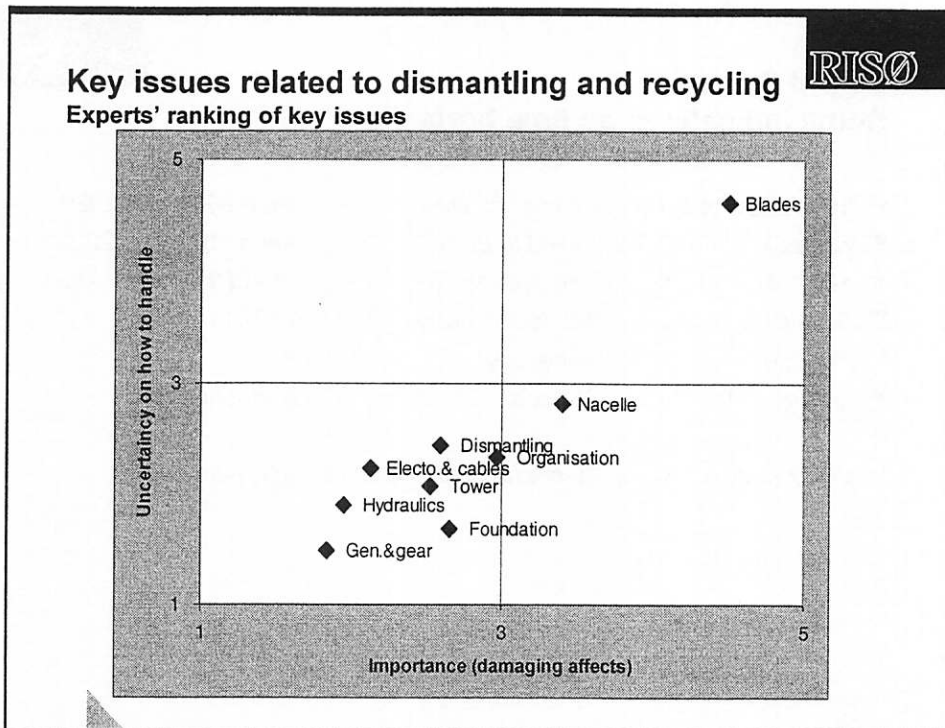 RISØ
Key issues related to dismantling and recycling
Experts' ranking of key issues
5
Blades
Uncertaincy on how to handle
3
Nacelle
Dismantling
Organisation
Electo.& cables
Tower
Hydraulics
Foundation
Gen.&gear
1
1
3
5
Importance (damaging affects)